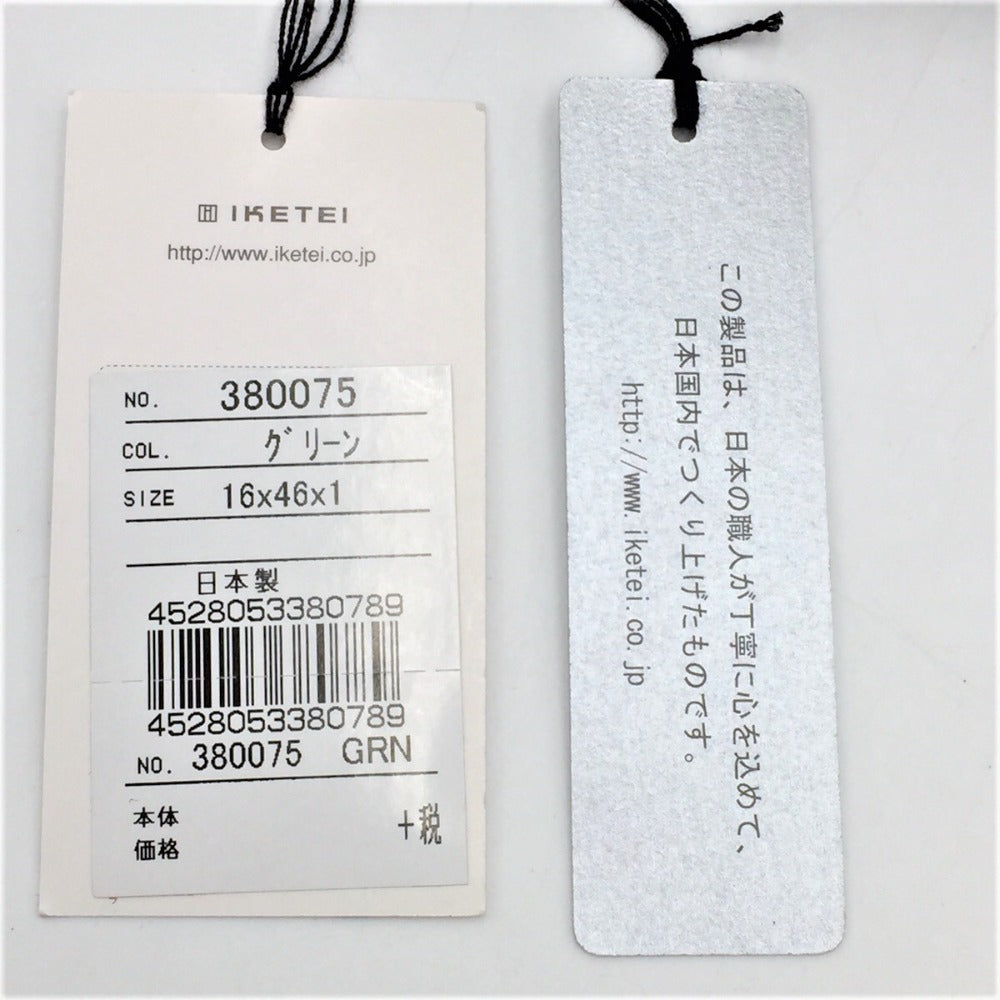 IKETEI
http://www.iketei.co.jp
NO. 380075
COL. グリーン
SIZE 16x46x1
日本製
4528053380789
4528053380789
NO. 380075 GRN
本体
価格
+税
この製品は、日本の職人が丁寧に心を込めて、
日本国内でつくり上げたものです。
http://www.iketei.co.jp